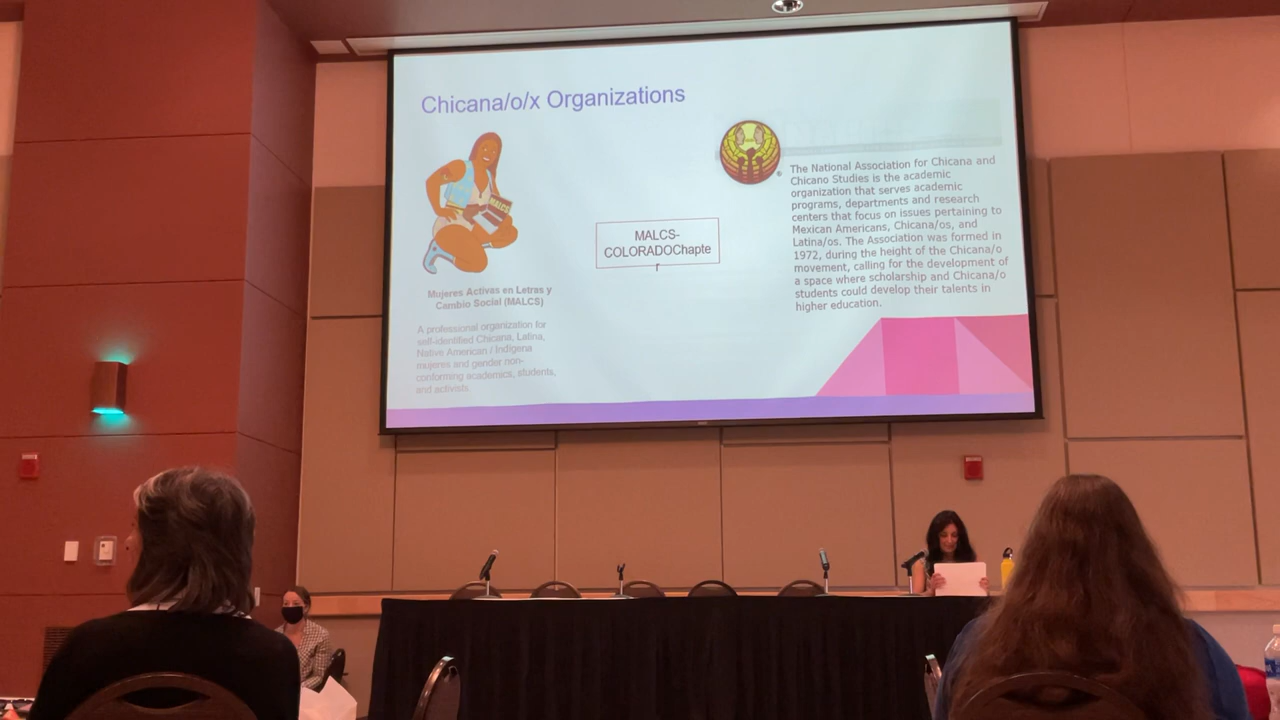 Chicana/o/x Organizations
Mujeres Activas en Letras y
Cambio Social (MALCS)
A professional organization for
self-identified Chicana, Latina,
Native American / Indigena
mujeres and gender non-
conforming academics, students,
and activists.
MALCS-
COLORADOChapte
r
The National Association for Chicana and
Chicano Studies is the academic
organization that serves academic
programs, departments and research
centers that focus on issues pertaining to
Mexican Americans, Chicana/os, and
Latina/os. The Association was formed in
1972, during the height of the Chicana/o
movement, calling for the development of
a space where scholarship and Chicana/o
students could develop their talents in
higher education.